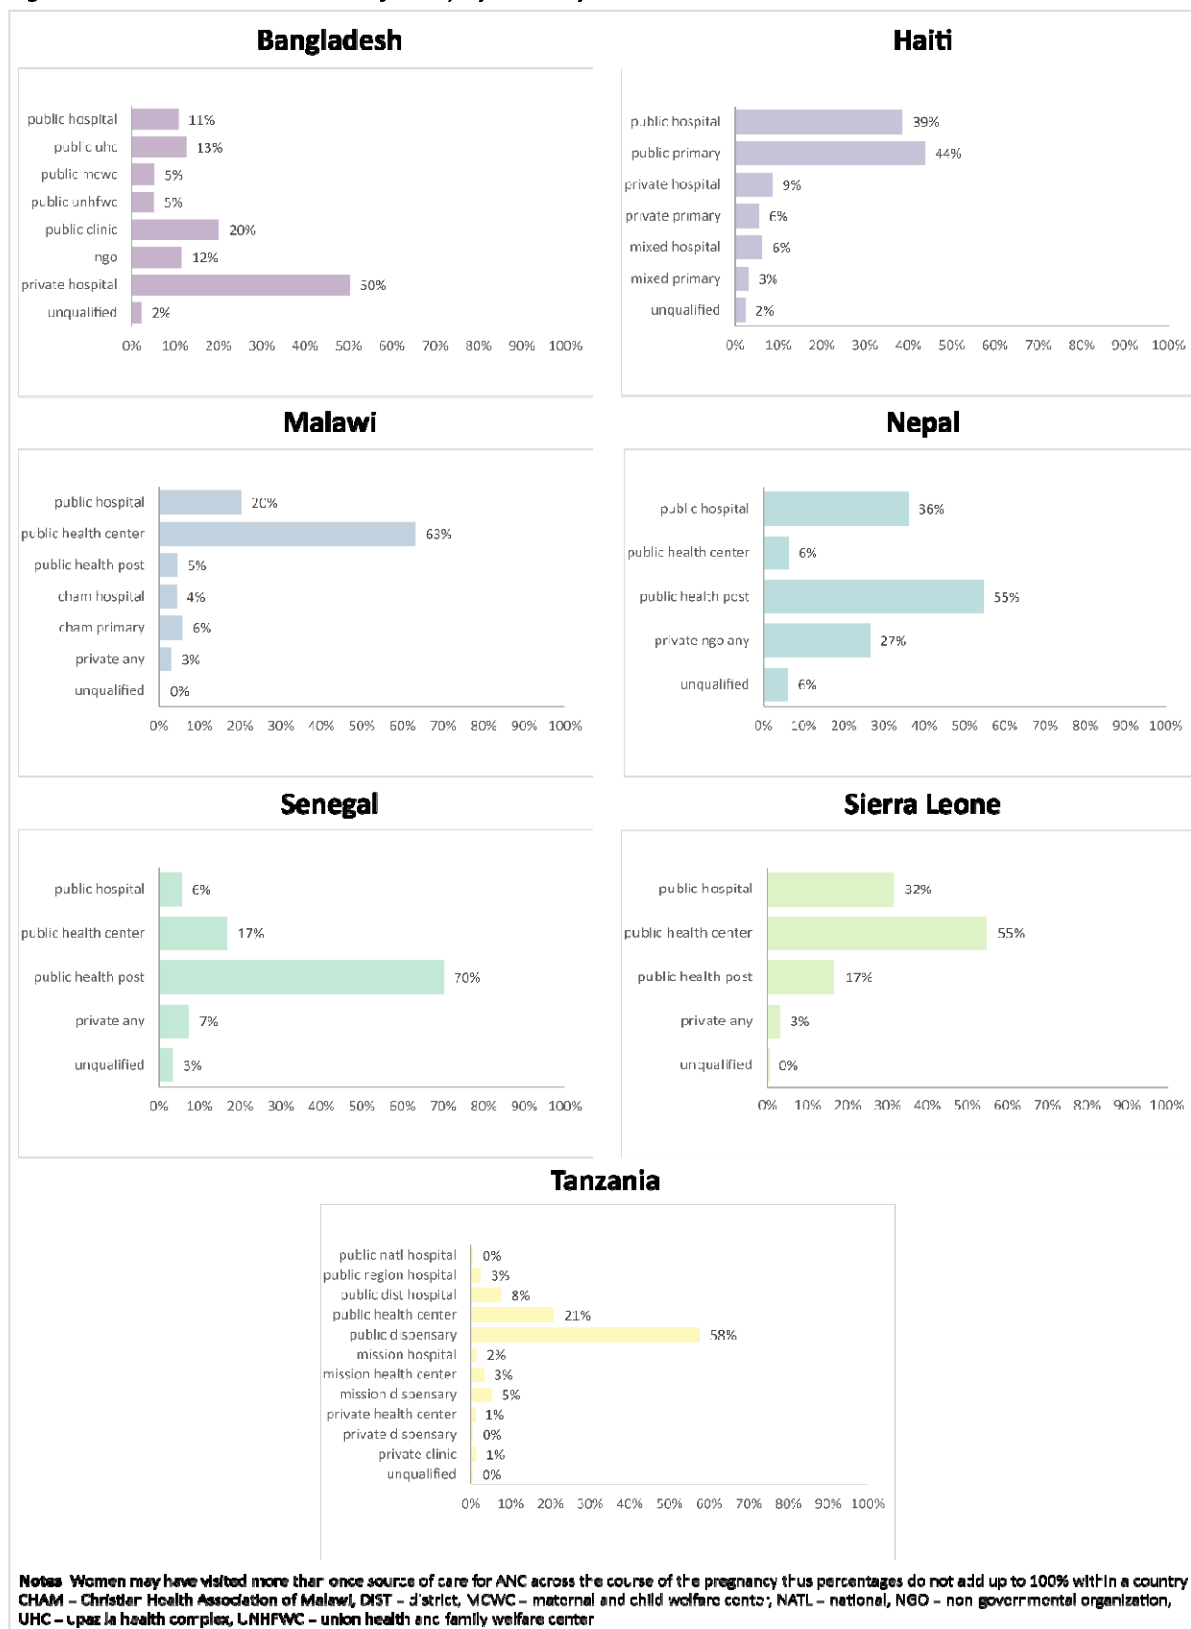 Bangladesh
public hospital 11%
public uhc 13%
public mcwc 5%
public unhfwc 5%
public clinic 20%
ngo 12%
private hospital 50%
unqualified 2%
0% 10% 20% 30% 40% 50% 60% 70% 80% 90% 100%
Haiti
public hospital 39%
public primary 44%
private hospital 9%
private primary 6%
mixed hospital 6%
mixed primary 3%
unqualified 2%
0% 10% 20% 30% 40% 50% 60% 70% 80% 90% 100%
Malawi
public hospital 20%
public health center 63%
public health post 5%
cham hospital 4%
cham primary 6%
private any 3%
unqualified 0%
0% 10% 20% 30% 40% 50% 60% 70% 80% 90% 100%
Nepal
public hospital 36%
public health center 6%
public health post 55%
private ngo any 27%
unqualified 6%
0% 10% 20% 30% 40% 50% 60% 70% 80% 90% 100%
Senegal
public hospital 6%
public health center 17%
public health post 70%
private any 7%
unqualified 3%
0% 10% 20% 30% 40% 50% 60% 70% 80% 90% 100%
Sierra Leone
public hospital 32%
public health center 55%
public health post 17%
private any 3%
unqualified 0%
0% 10% 20% 30% 40% 50% 60% 70% 80% 90% 100%
Tanzania
public natl hospital 0%
public region hospital 3%
public dist hospital 8%
public health center 21%
public dispensary 58%
mission hospital 2%
mission health center 3%
mission dispensary 5%
private health center 1%
private dispensary 0%
private clinic 1%
unqualified 0%
0% 10% 20% 30% 40% 50% 60% 70% 80% 90% 100%
Notes Women may have visited more than once source of care for ANC across the course of the pregnancy thus percentages do not add up to 100% within a country
CHAM – Christian Health Association of Malawi, DIST – district, MCWC – maternal and child welfare center, NATL – national, NGO – non governmental organization,
UHC – upazila health complex, UNHFWC – union health and family welfare center